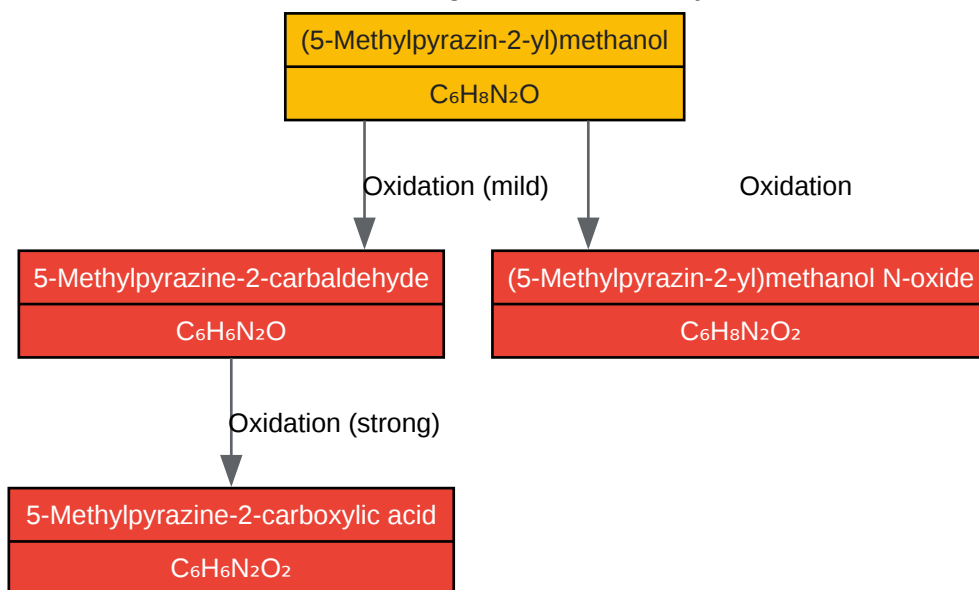 (5-Methylpyrazin-2-yl)methanol
C₆H₈N₂O
Oxidation (mild)
Oxidation
5-Methylpyrazine-2-carbaldehyde
C₆H₆N₂O
(5-Methylpyrazin-2-yl)methanol N-oxide
C₆H₈N₂O₂
Oxidation (strong)
5-Methylpyrazine-2-carboxylic acid
C₆H₆N₂O₂